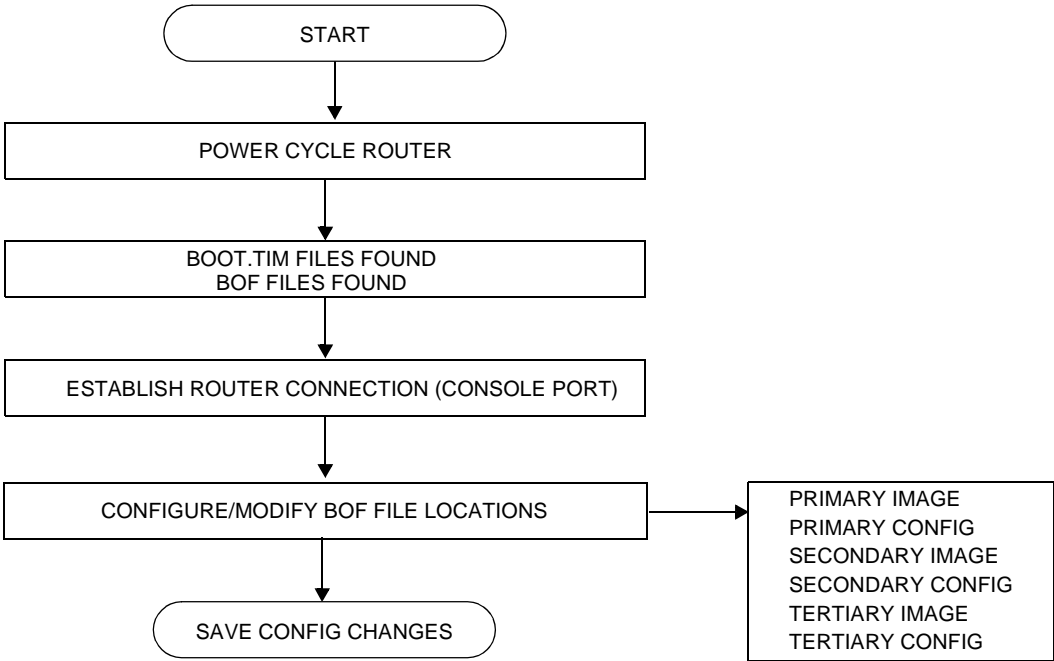 START
POWER CYCLE ROUTER
BOOT.TIM FILES FOUND
BOF FILES FOUND
ESTABLISH ROUTER CONNECTION (CONSOLE PORT)
CONFIGURE/MODIFY BOF FILE LOCATIONS
PRIMARY IMAGE
PRIMARY CONFIG
SECONDARY IMAGE
SECONDARY CONFIG
TERTIARY IMAGE
TERTIARY CONFIG
SAVE CONFIG CHANGES